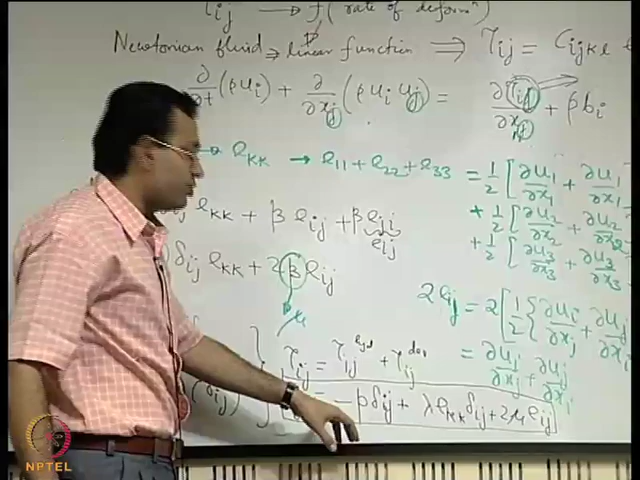 τij → f( rate of deformⁿ)
Newtonian fluid ⇒ linear function ⇒ τij = Cijkl
∂/∂t (ρui) + ∂/∂xj (ρui uj) = ∂τij/∂xj + ρbi
→ ekk → e11 + e22 + e33 = 1/2 [∂u1/∂x1 + ∂u1/∂x1
+ 1/2 [∂u2/∂x2 + ∂u2/∂x2
+ 1/2 [∂u3/∂x3 + ∂u3/∂x3
ekk + β eij + β eji
eij
δij ekk + 2β eij
μ
2eij = 2[1/2 {∂ui/∂xj + ∂uj/∂xi
= ∂ui/∂xj + ∂uj/∂xi
τij = τij + τij dev
= -pδij + λ ekk δij + 2μ eij
NPTEL